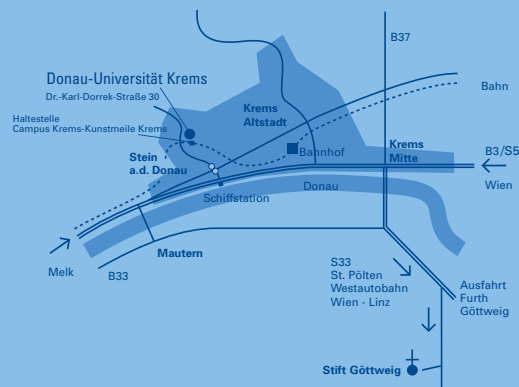 B37
Donau-Universität Krems
Dr.-Karl-Dorrek-Straße 30
Bahn
Krems
Altstadt
Haltestelle
Campus Krems-Kunstmeile Krems
Bahnhof
Krems
Mitte
B3/S5
Stein
a.d. Donau
Wien
Donau
Schiffstation
Mautern
Melk
B33
S33
St. Pölten
Westautobahn
Wien - Linz
Ausfahrt
Furth
Göttweig
Stift Göttweig